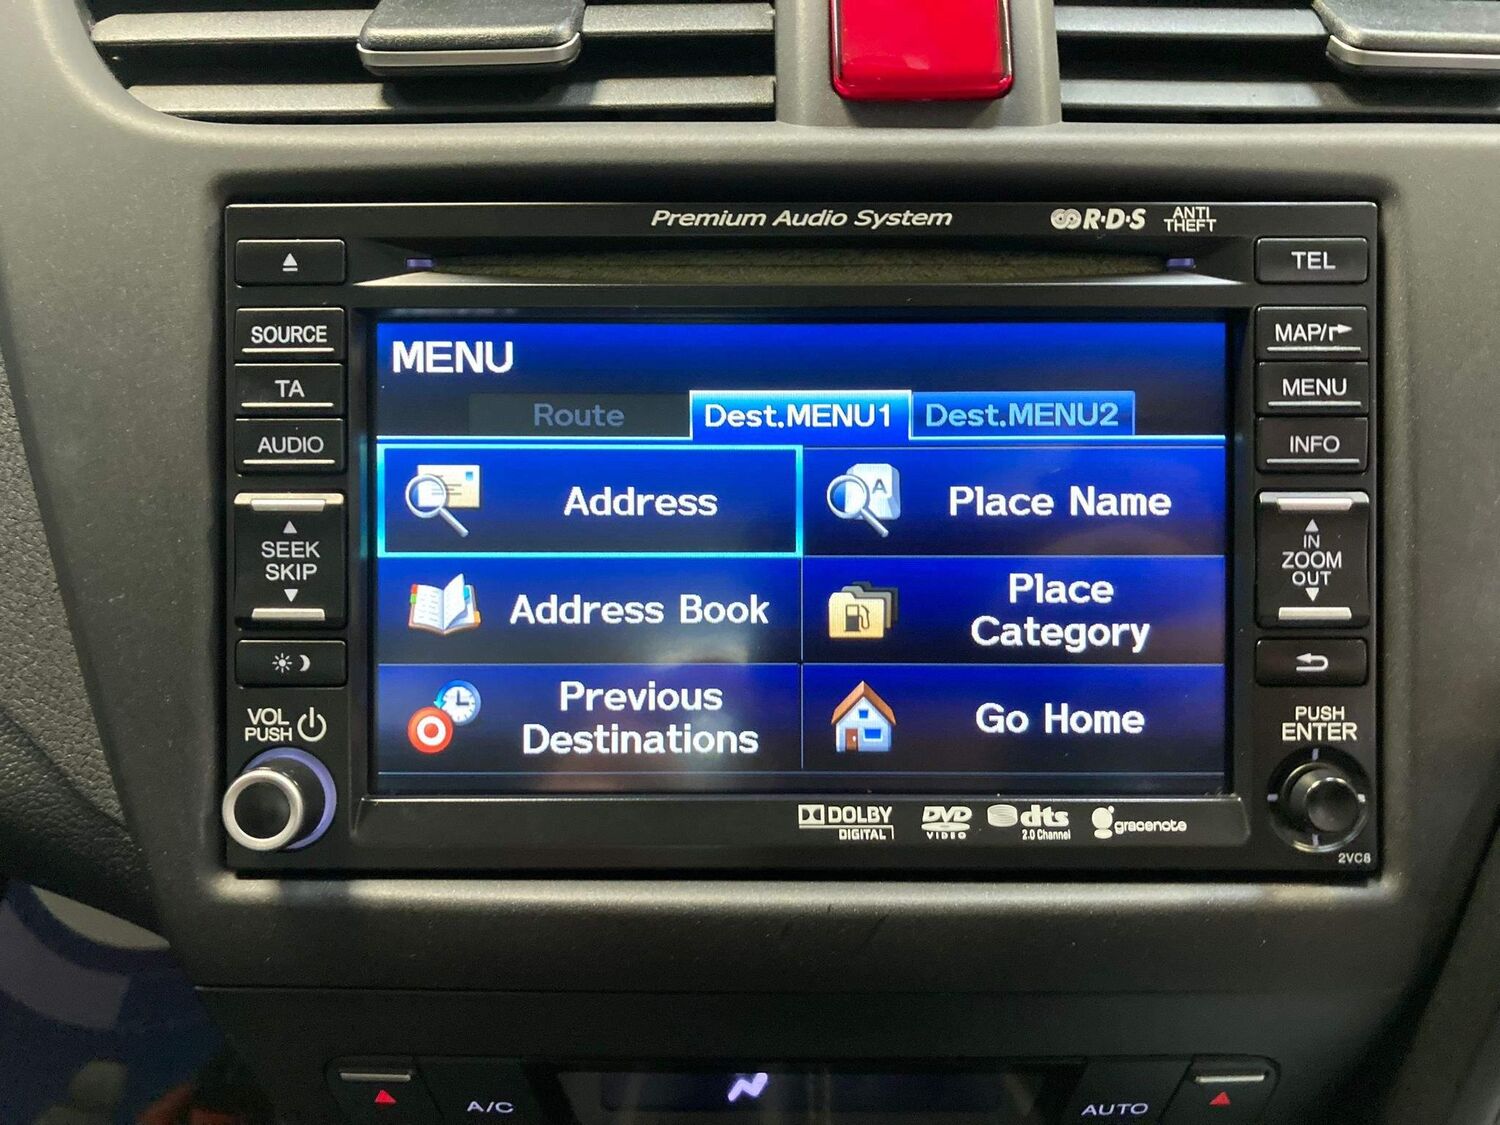 Premium Audio System
R·D·S
ANTI
THEFT
TEL
SOURCE
MAP/
TA
MENU
AUDIO
INFO
SEEK
SKIP
IN
ZOOM
OUT
VOL
PUSH
PUSH
ENTER
MENU
Route
Dest.MENU1
Dest.MENU2
Address
Place Name
Address Book
Place
Category
Previous
Destinations
Go Home
A
DOLBY
DIGITAL
DVD
VIDEO
dts
2.0 Channel
gracenote
2VC8
A/C
AUTO